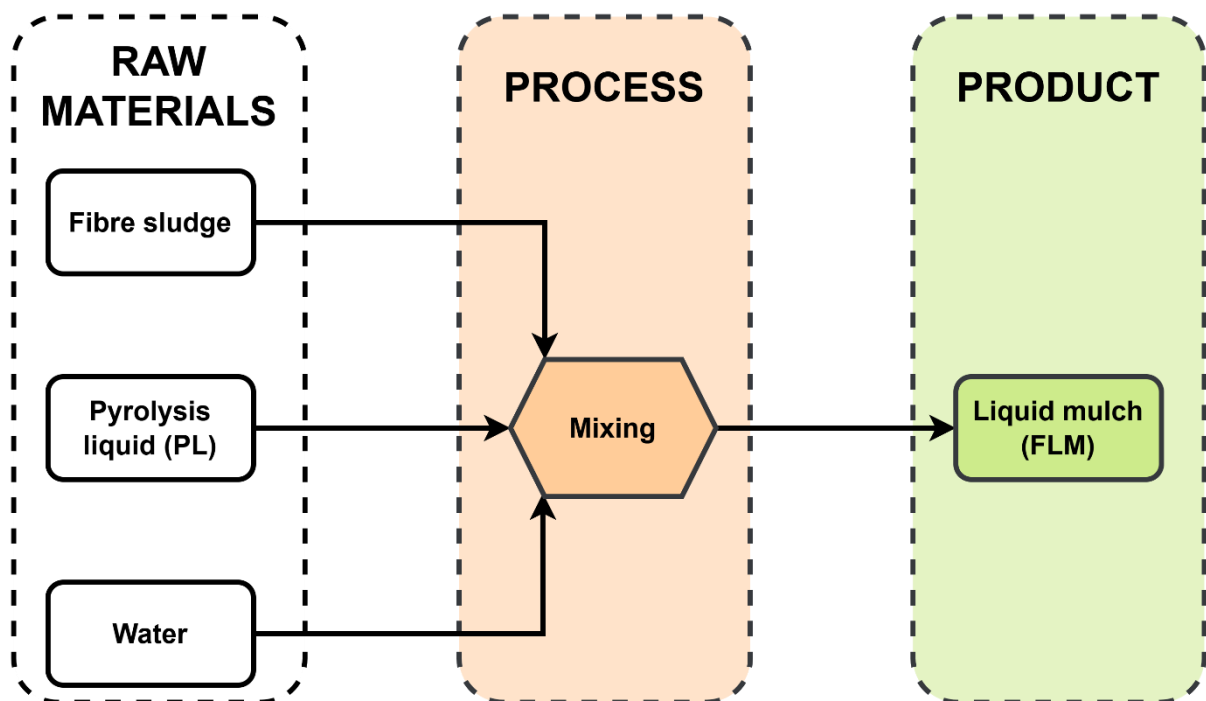 RAW
MATERIALS
Fibre sludge
Pyrolysis
liquid (PL)
Water
PROCESS
Mixing
PRODUCT
Liquid mulch
(FLM)